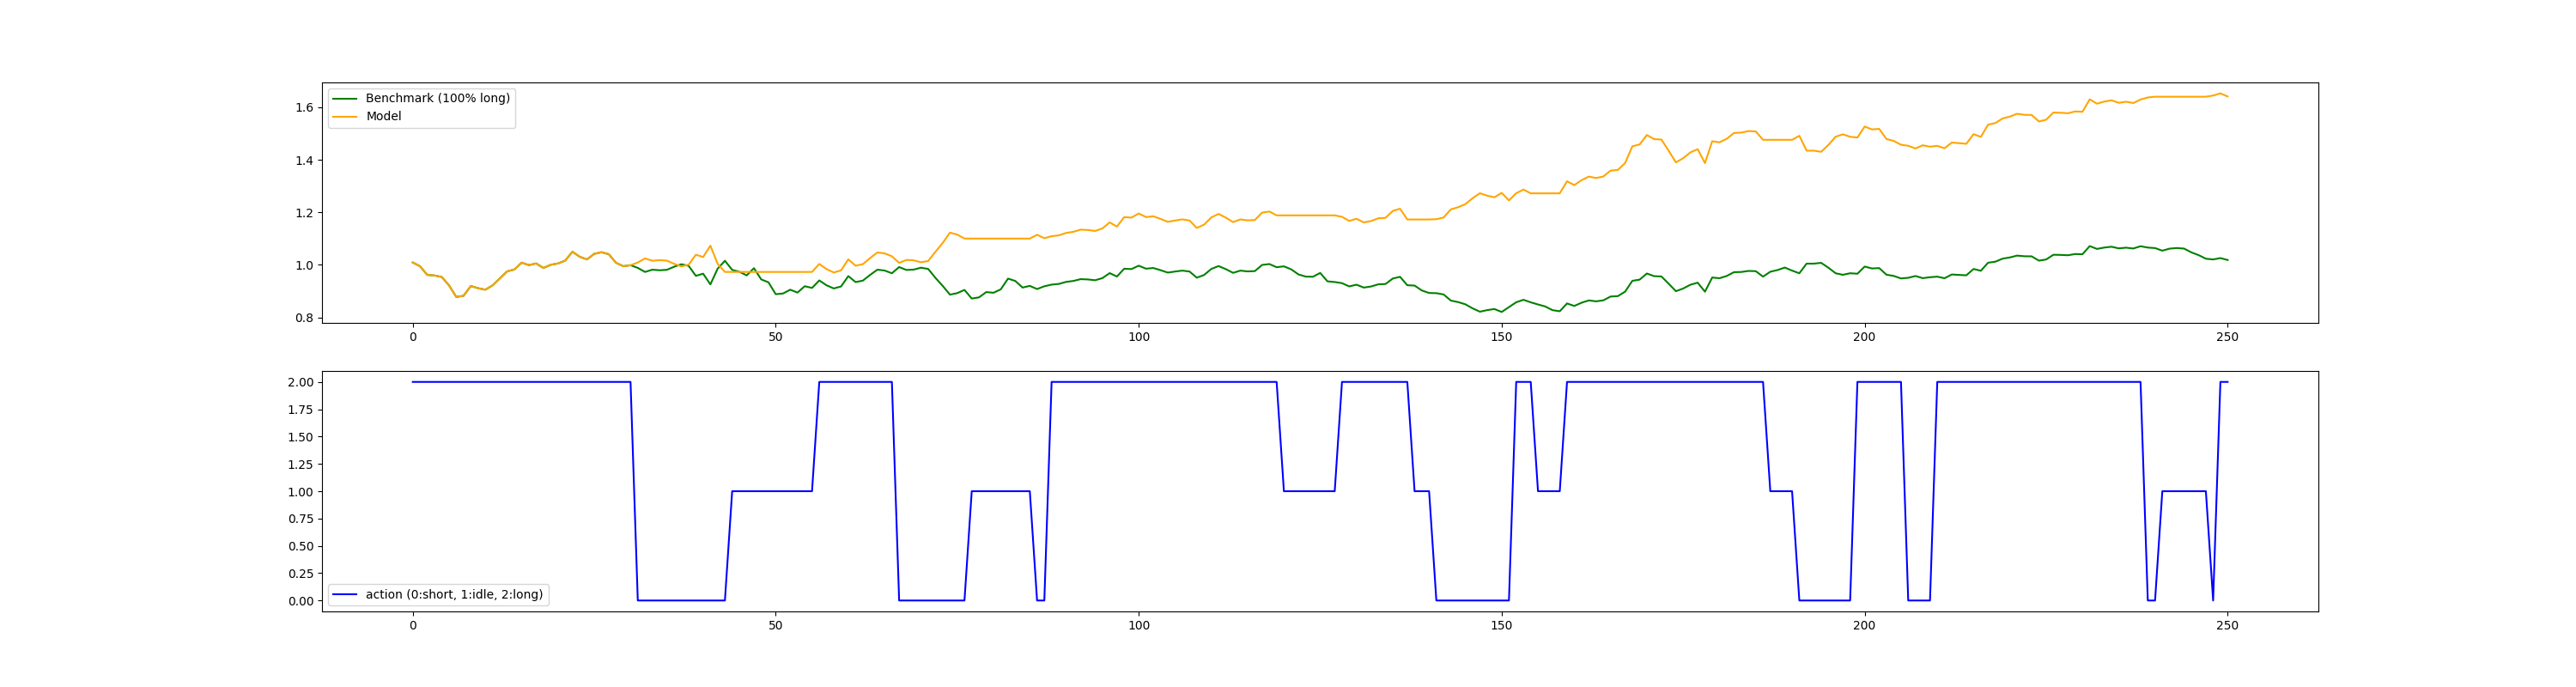 Benchmark (100% long)
Model
1.6
1.4
1.2
1.0
0.8
0 50 100 150 200 250
2.00
1.75
1.50
1.25
1.00
0.75
0.50
0.25
0.00
action (0:short, 1:idle, 2:long)
0 50 100 150 200 250